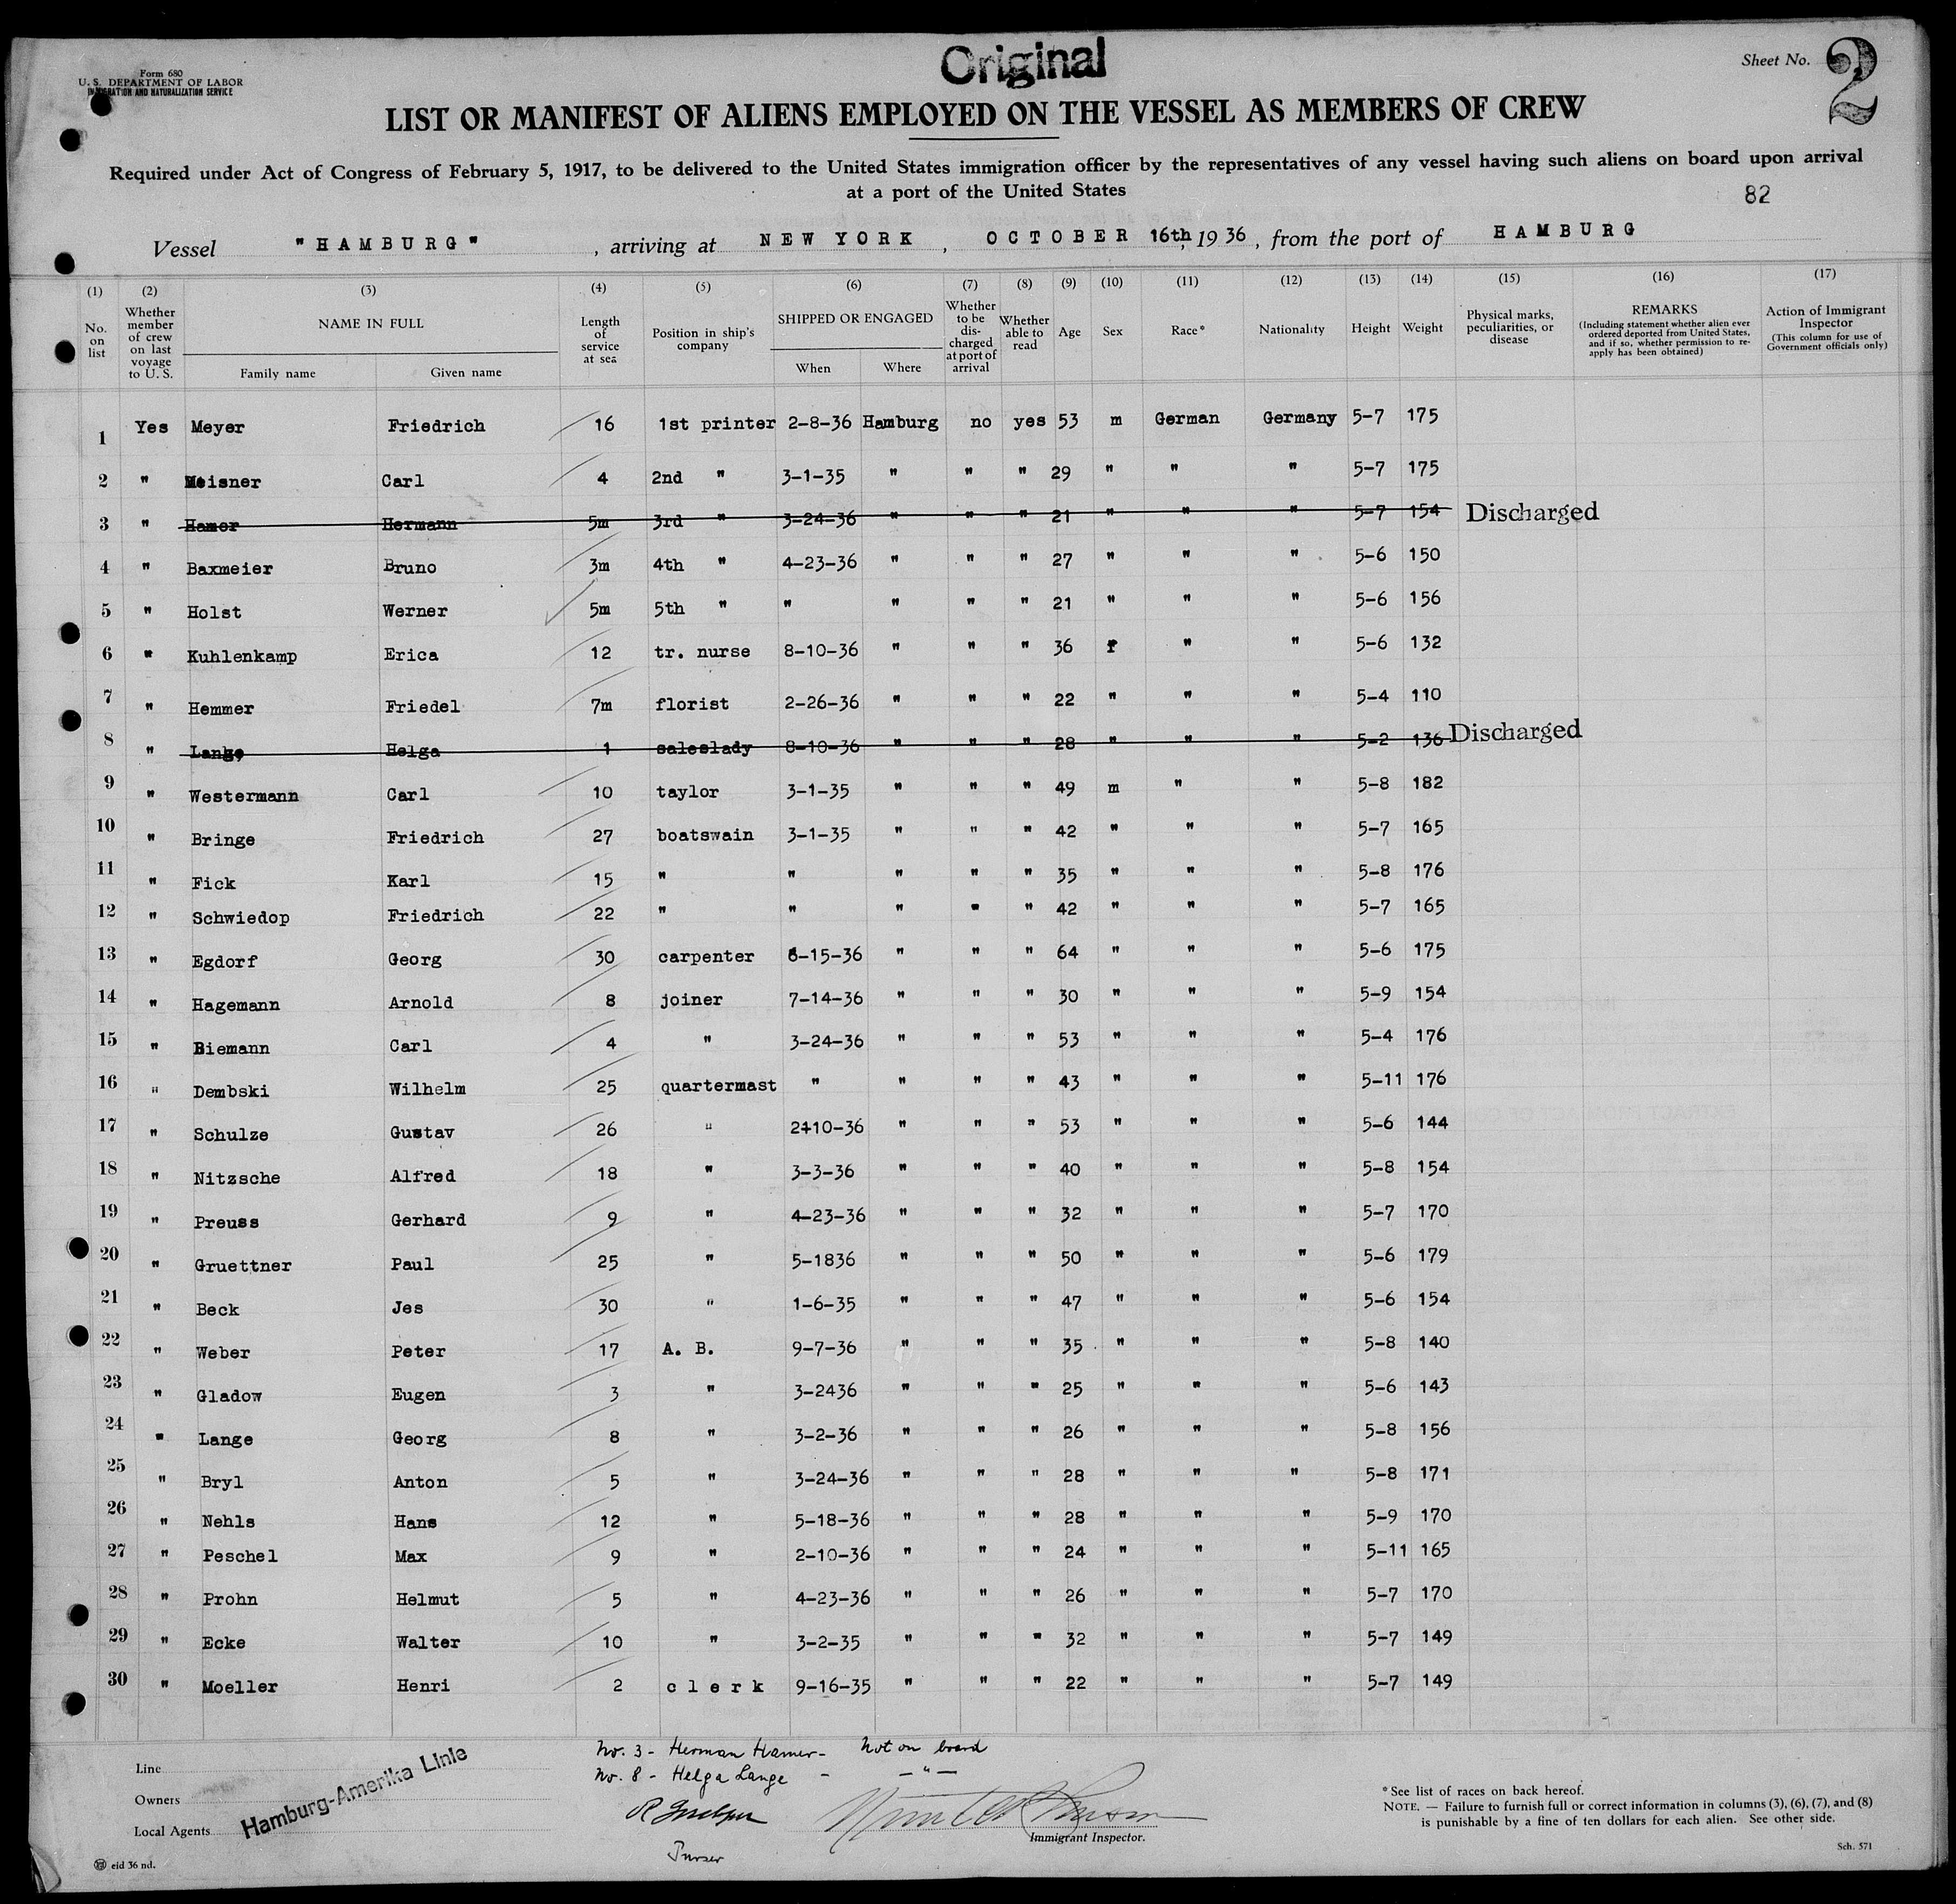 Original
Form 680
U. S. DEPARTMENT OF LABOR
IMMIGRATION AND NATURALIZATION SERVICE
Sheet No. 2
LIST OR MANIFEST OF ALIENS EMPLOYED ON THE VESSEL AS MEMBERS OF CREW
Required under Act of Congress of February 5, 1917, to be delivered to the United States immigration officer by the representatives of any vessel having such aliens on board upon arrival
at a port of the United States
82
Vessel "HAMBURG", arriving at NEW YORK, OCTOBER 16th, 1936, from the port of HAMBURG
(1) (2) (3) (4) (5) (6) (7) (8) (9) (10) (11) (12) (13) (14) (15) (16) (17)
No. on list
Whether member of crew on last voyage to U. S.
NAME IN FULL
Family name
Given name
Length of service at sea
Position in ship's company
SHIPPED OR ENGAGED
When
Where
Whether to be discharged at port of arrival
Whether able to read
Age
Sex
Race*
Nationality
Height
Weight
Physical marks, peculiarities, or disease
REMARKS
(Including statement whether alien ever ordered deported from United States, and if so, whether permission to reapply has been obtained)
Action of Immigrant Inspector
(This column for use of Government officials only)
1 Yes Meyer Friedrich 16 1st printer 2-8-36 Hamburg no yes 53 m German Germany 5-7 175
2 " Meisner Carl 4 2nd " 3-1-35 " " " 29 " " " 5-7 175
3 " Hamer Hermann 5m 3rd " 3-24-36 " " " 21 " " " 5-7 154 Discharged
4 " Baxmeier Bruno 3m 4th " 4-23-36 " " " 27 " " " 5-6 150
5 " Holst Werner 5m 5th " " " " " 21 " " " 5-6 156
6 " Kuhlenkamp Erica 12 tr. nurse 8-10-36 " " " 36 f " " 5-6 132
7 " Hemmer Friedel 7m florist 2-26-36 " " " 22 " " " 5-4 110
8 " Lange Helga 1 saleslady 8-10-36 " " " 28 " " " 5-2 136 Discharged
9 " Westermann Carl 10 taylor 3-1-35 " " " 49 m " " 5-8 182
10 " Bringe Friedrich 27 boatswain 3-1-35 " " " 42 " " " 5-7 165
11 " Fick Karl 15 " " " " " 35 " " " 5-8 176
12 " Schwiedop Friedrich 22 " " " " " 42 " " " 5-7 165
13 " Egdorf Georg 30 carpenter 6-15-36 " " " 64 " " " 5-6 175
14 " Hagemann Arnold 8 joiner 7-14-36 " " " 30 " " " 5-9 154
15 " Biemann Carl 4 " 3-24-36 " " " 53 " " " 5-4 176
16 " Dembski Wilhelm 25 quartermast " " " " 43 " " " 5-11 176
17 " Schulze Gustav 26 " 2-10-36 " " " 53 " " " 5-6 144
18 " Nitzsche Alfred 18 " 3-3-36 " " " 40 " " " 5-8 154
19 " Preuss Gerhard 9 " 4-23-36 " " " 32 " " " 5-7 170
20 " Gruettner Paul 25 " 5-1836 " " " 50 " " " 5-6 179
21 " Beck Jes 30 " 1-6-35 " " " 47 " " " 5-6 154
22 " Weber Peter 17 A. B. 9-7-36 " " " 35 " " " 5-8 140
23 " Gladow Eugen 3 " 3-2436 " " " 25 " " " 5-6 143
24 " Lange Georg 8 " 3-2-36 " " " 26 " " " 5-8 156
25 " Bryl Anton 5 " 3-24-36 " " " 28 " " " 5-8 171
26 " Nehls Hans 12 " 5-18-36 " " " 28 " " " 5-9 170
27 " Peschel Max 9 " 2-10-36 " " " 24 " " " 5-11 165
28 " Prohn Helmut 5 " 4-23-36 " " " 26 " " " 5-7 170
29 " Ecke Walter 10 " 3-2-35 " " " 32 " " " 5-7 149
30 " Moeller Henri 2 clerk 9-16-35 " " " 22 " " " 5-7 149
No. 3 - Herman Hamer - Not on board
No. 8 - Helga Lange - - " -
Line
Owners
Local Agents
Hamburg-Amerika Linie
Purser
Immigrant Inspector.
* See list of races on back hereof.
NOTE. — Failure to furnish full or correct information in columns (3), (6), (7), and (8)
is punishable by a fine of ten dollars for each alien. See other side.
Sch. 571
eid 36 nd.